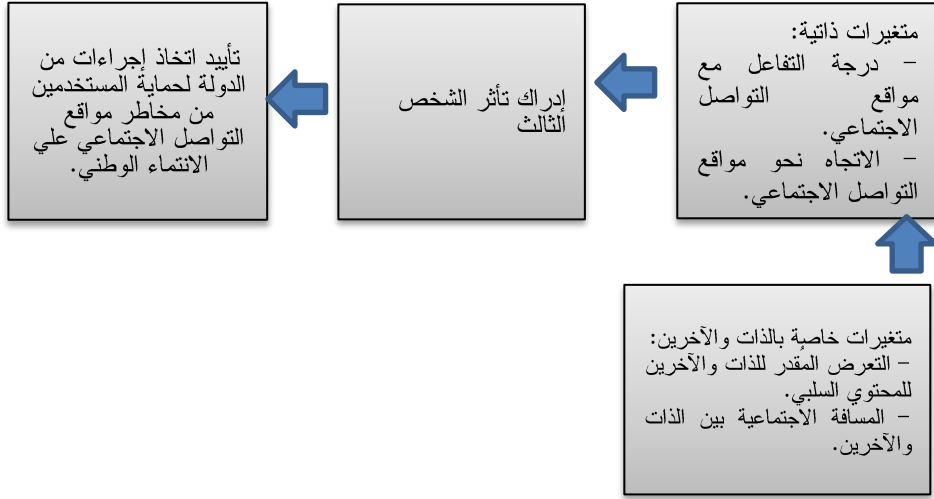 متغيرات ذاتية:
- درجة التفاعل مع
مواقع التواصل
الاجتماعي.
- الاتجاه نحو مواقع
التواصل الاجتماعي.
إدراك تأثر الشخص
الثالث
تأييد اتخاذ إجراءات من
الدولة لحماية المستخدمين
من مخاطر مواقع
التواصل الاجتماعي علي
الانتماء الوطني.
متغيرات خاصة بالذات والآخرين:
- التعرض المُقدر للذات والآخرين
للمحتوي السلبي.
- المسافة الاجتماعية بين الذات
والآخرين.